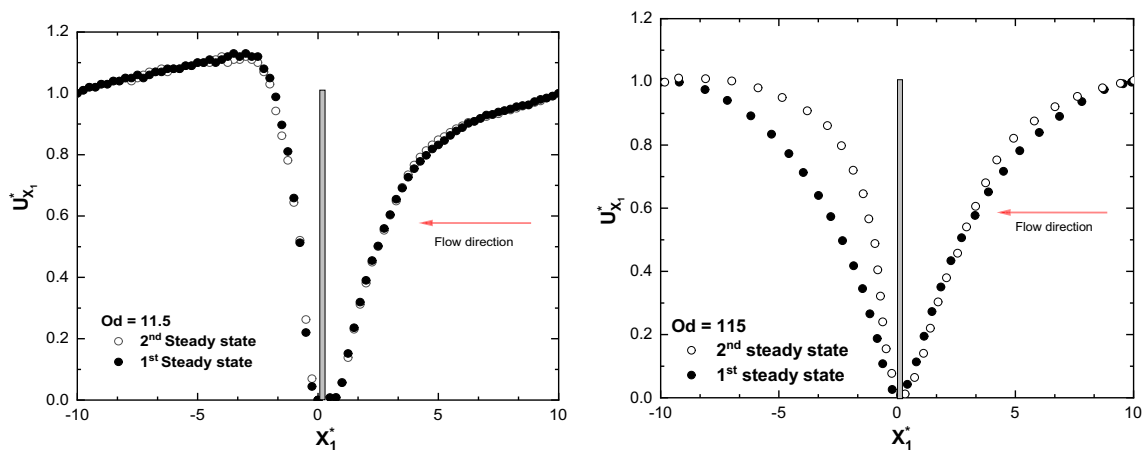 1.2
1.0
0.8
0.6
0.4
0.2
0.0
U*X1
Flow direction
Od = 11.5
2nd Steady state
1st Steady state
-10 -5 0 5 10
X*1
1.2
1.0
0.8
0.6
0.4
0.2
0.0
U*X1
Flow direction
Od = 115
2nd steady state
1st steady state
-10 -5 0 5 10
X*1